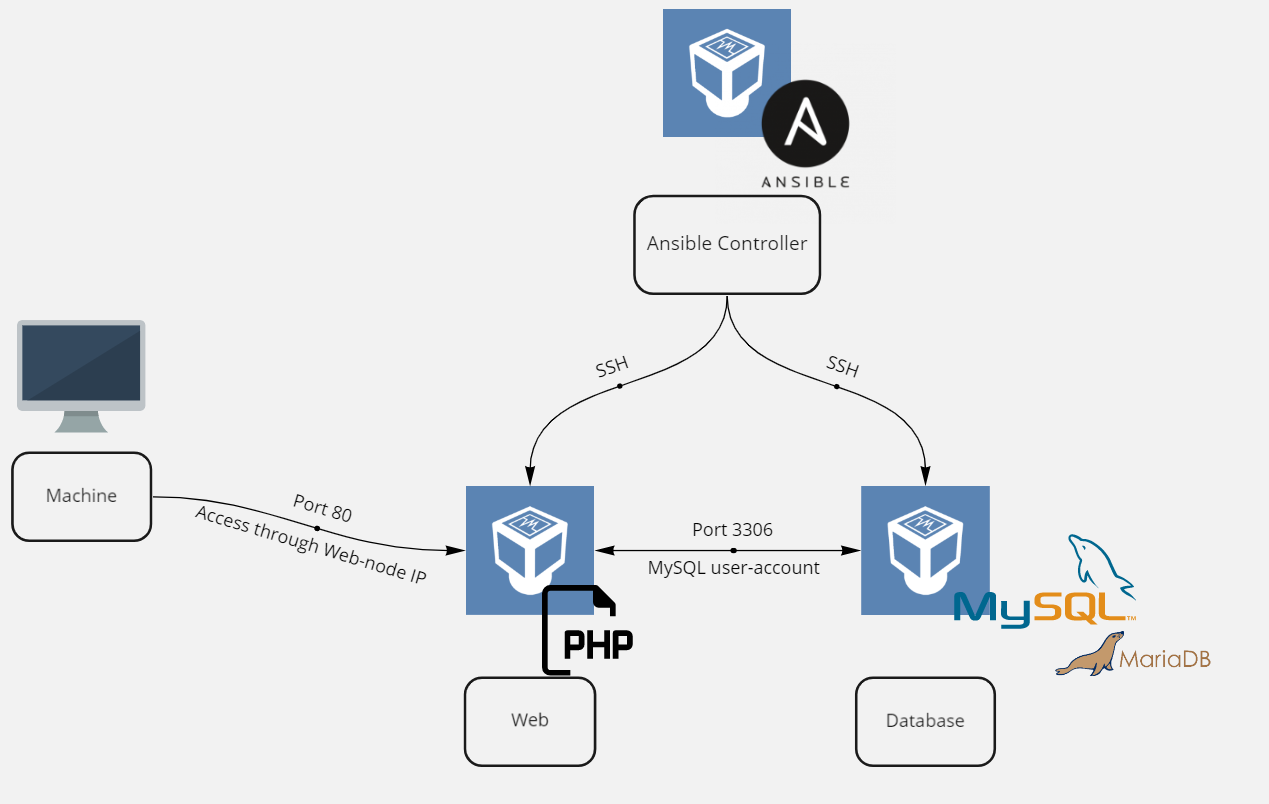 ANSIBLE
Ansible Controller
SSH
SSH
Machine
Port 80
Access through Web-node IP
Port 3306
MySQL user-account
PHP
MySQL™
MariaDB
Web
Database